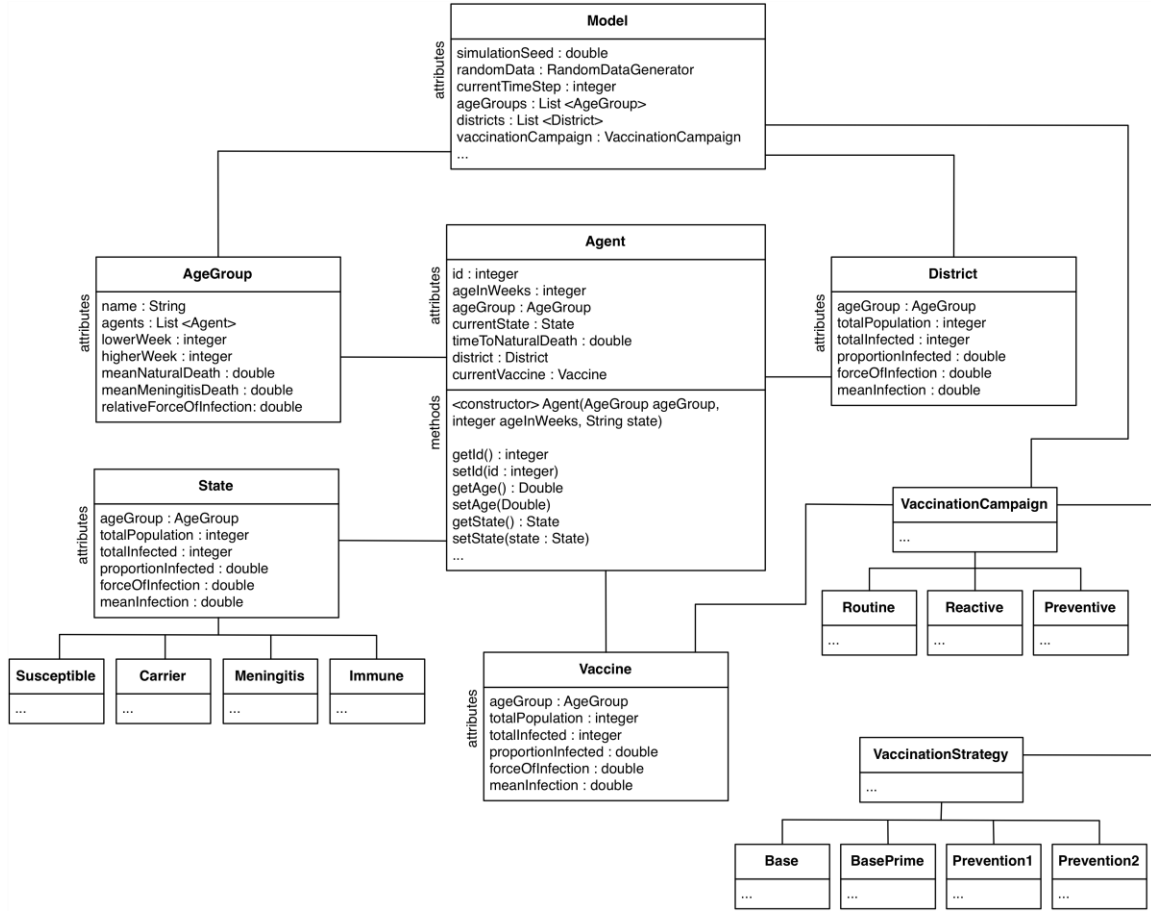 Model
attributes
simulationSeed : double
randomData : RandomDataGenerator
currentTimeStep : integer
ageGroups : List <AgeGroup>
districts : List <District>
vaccinationCampaign : VaccinationCampaign
...
AgeGroup
attributes
name : String
agents : List <Agent>
lowerWeek : integer
higherWeek : integer
meanNaturalDeath : double
meanMeningitisDeath : double
relativeForceOfInfection: double
Agent
attributes
id : integer
ageInWeeks : integer
ageGroup : AgeGroup
currentState : State
timeToNaturalDeath : double
district : District
currentVaccine : Vaccine
methods
<constructor> Agent(AgeGroup ageGroup,
integer ageInWeeks, String state)
getId() : integer
setId(id : integer)
getAge() : Double
setAge(Double)
getState() : State
setState(state : State)
...
District
attributes
ageGroup : AgeGroup
totalPopulation : integer
totalInfected : integer
proportionInfected : double
forceOfInfection : double
meanInfection : double
State
attributes
ageGroup : AgeGroup
totalPopulation : integer
totalInfected : integer
proportionInfected : double
forceOfInfection : double
meanInfection : double
Susceptible
...
Carrier
...
Meningitis
...
Immune
...
VaccinationCampaign
...
Routine
...
Reactive
...
Preventive
...
Vaccine
attributes
ageGroup : AgeGroup
totalPopulation : integer
totalInfected : integer
proportionInfected : double
forceOfInfection : double
meanInfection : double
VaccinationStrategy
...
Base
...
BasePrime
...
Prevention1
...
Prevention2
...